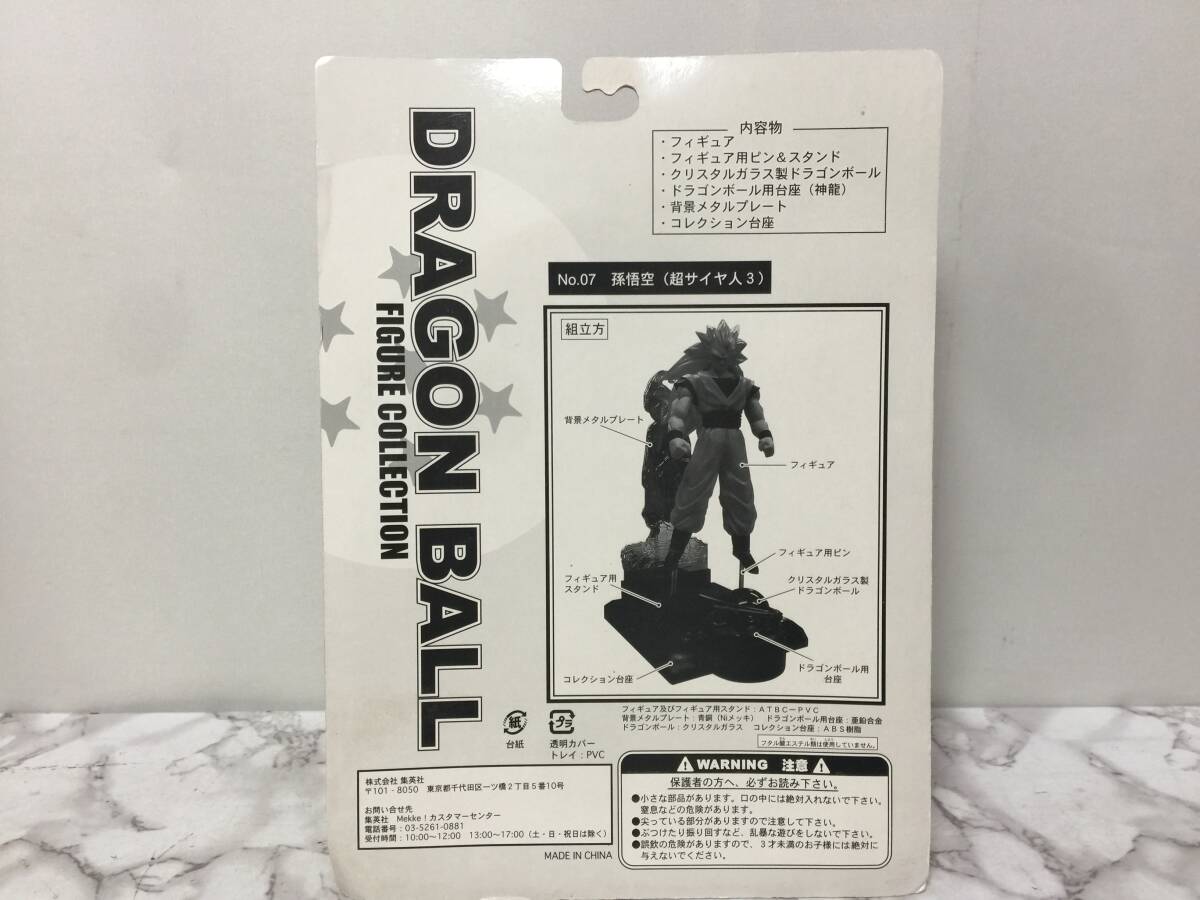 DRAGON BALL
FIGURE COLLECTION
内容物
・フィギュア
・フィギュア用ピン＆スタンド
・クリスタルガラス製ドラゴンボール
・ドラゴンボール用台座（神龍）
・背景メタルプレート
・コレクション台座
No.07　孫悟空（超サイヤ人３）
組立方
背景メタルプレート
フィギュア
フィギュア用ピン
フィギュア用
スタンド
クリスタルガラス製
ドラゴンボール
コレクション台座
ドラゴンボール用
台座
フィギュア及びフィギュア用スタンド：ATBC－PVC
背景メタルプレート：青銅（Niメッキ）　ドラゴンボール用台座：亜鉛合金
ドラゴンボール：クリスタルガラス　コレクション台座：ABS樹脂
フタル酸エステル類は使用していません。
紙
台紙
プラ
透明カバー
トレイ：PVC
株式会社 集英社
〒101‐8050　東京都千代田区一ツ橋２丁目５番10号
お問い合せ先
集英社　Mekke！カスタマーセンター
電話番号：03-5261-0881
受付時間：10:00〜12:00　13:00〜17:00（土・日・祝日は除く）
MADE IN CHINA
WARNING　注意
保護者の方へ、必ずお読み下さい。
●小さな部品があります。口の中には絶対入れないで下さい。
窒息などの危険があります。
●尖っている部分がありますので注意して下さい。
●ぶつけたり振り回すなど、乱暴な遊びをしないで下さい。
●誤飲の危険がありますので、３才未満のお子様には絶対に
与えないでください。